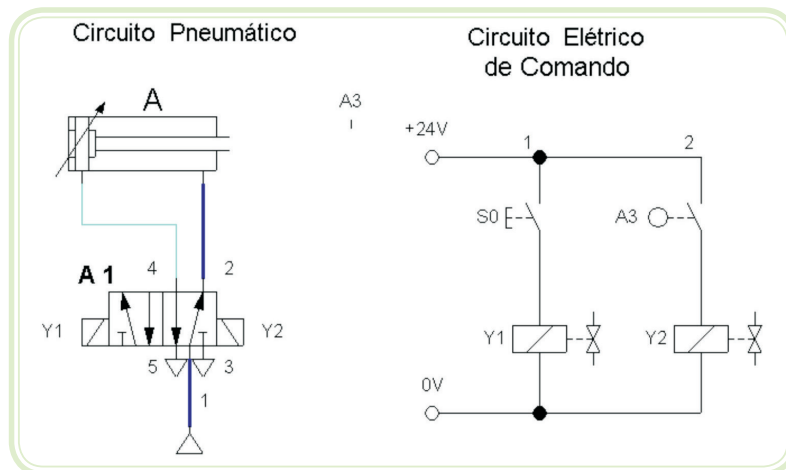 Circuito Pneumático
A
A 1
4
2
Y1
Y2
5
3
1
Circuito Elétrico
de Comando
A3
+24V
1
2
S0
A3
Y1
Y2
0V